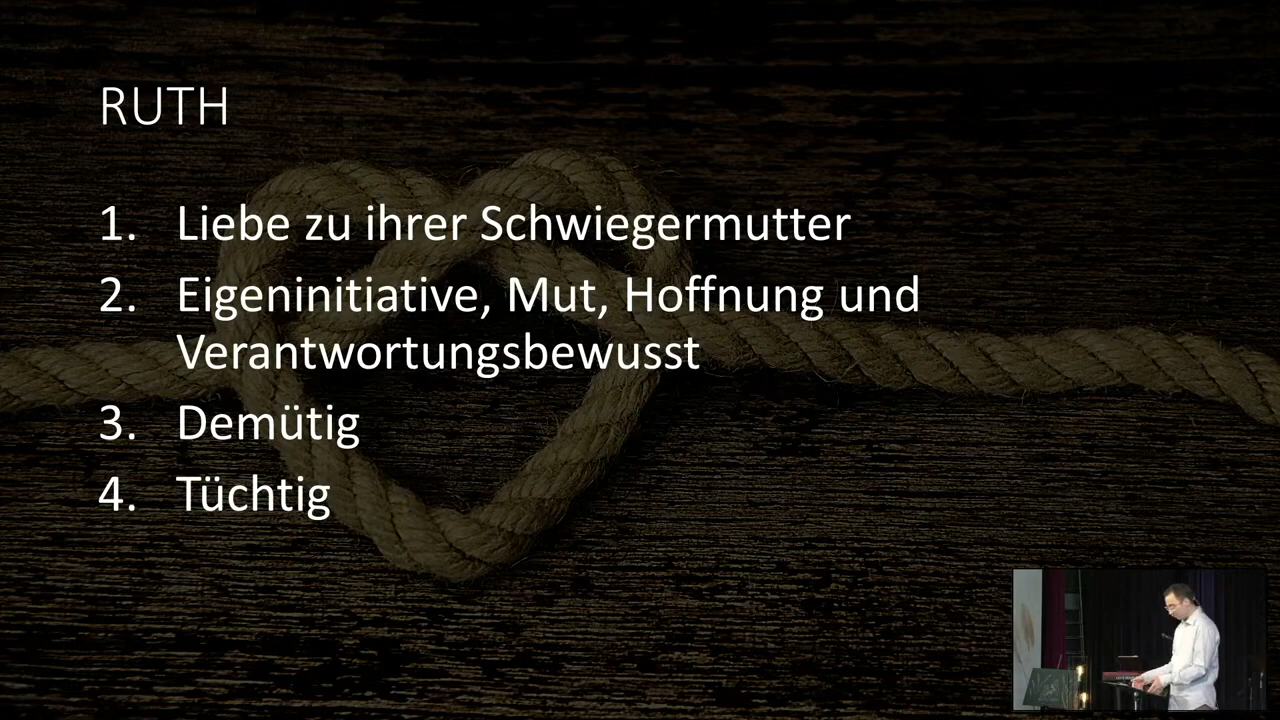 RUTH
1. Liebe zu ihrer Schwiegermutter
2. Eigeninitiative, Mut, Hoffnung und
Verantwortungsbewusst
3. Demütig
4. Tüchtig